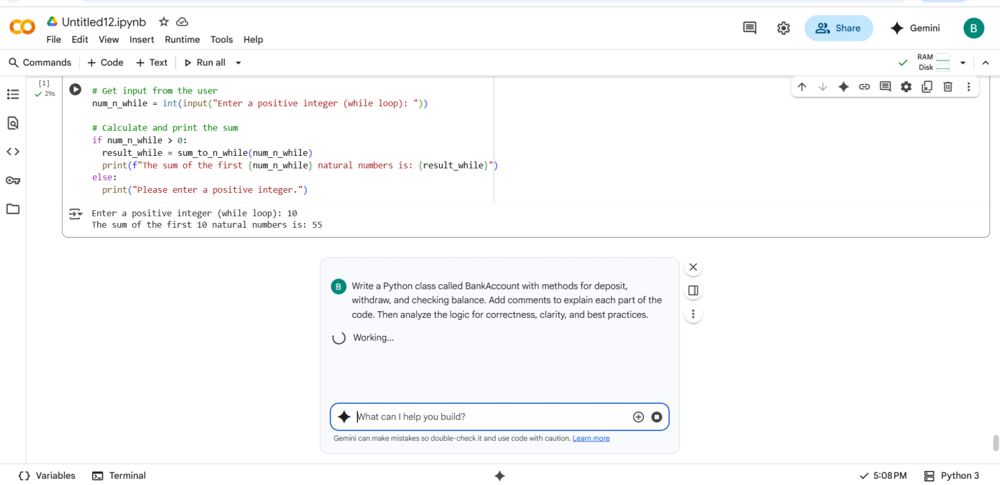 Untitled12.ipynb
File Edit View Insert Runtime Tools Help
Share
Gemini
B
Commands + Code + Text Run all
RAM
Disk
[1]
29s
# Get input from the user
num_n_while = int(input("Enter a positive integer (while loop): "))
# Calculate and print the sum
if num_n_while > 0:
  result_while = sum_to_n_while(num_n_while)
  print(f"The sum of the first {num_n_while} natural numbers is: {result_while}")
else:
  print("Please enter a positive integer.")
Enter a positive integer (while loop): 10
The sum of the first 10 natural numbers is: 55
B
Write a Python class called BankAccount with methods for deposit,
withdraw, and checking balance. Add comments to explain each part of the
code. Then analyze the logic for correctness, clarity, and best practices.
Working...
What can I help you build?
Gemini can make mistakes so double-check it and use code with caution. Learn more
{} Variables Terminal
5:08 PM Python 3